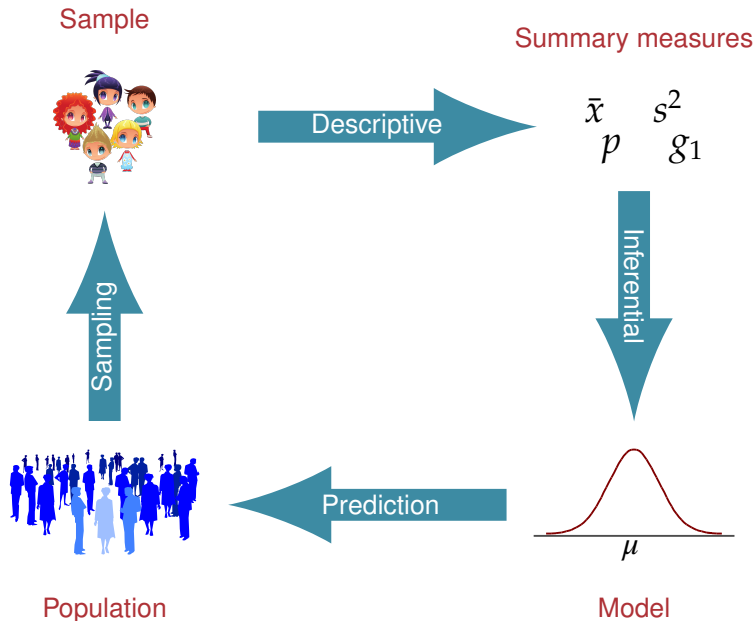 Sample
Summary measures
Descriptive
x̄ s²
p g₁
Sampling
Inferential
Prediction
μ
Population
Model